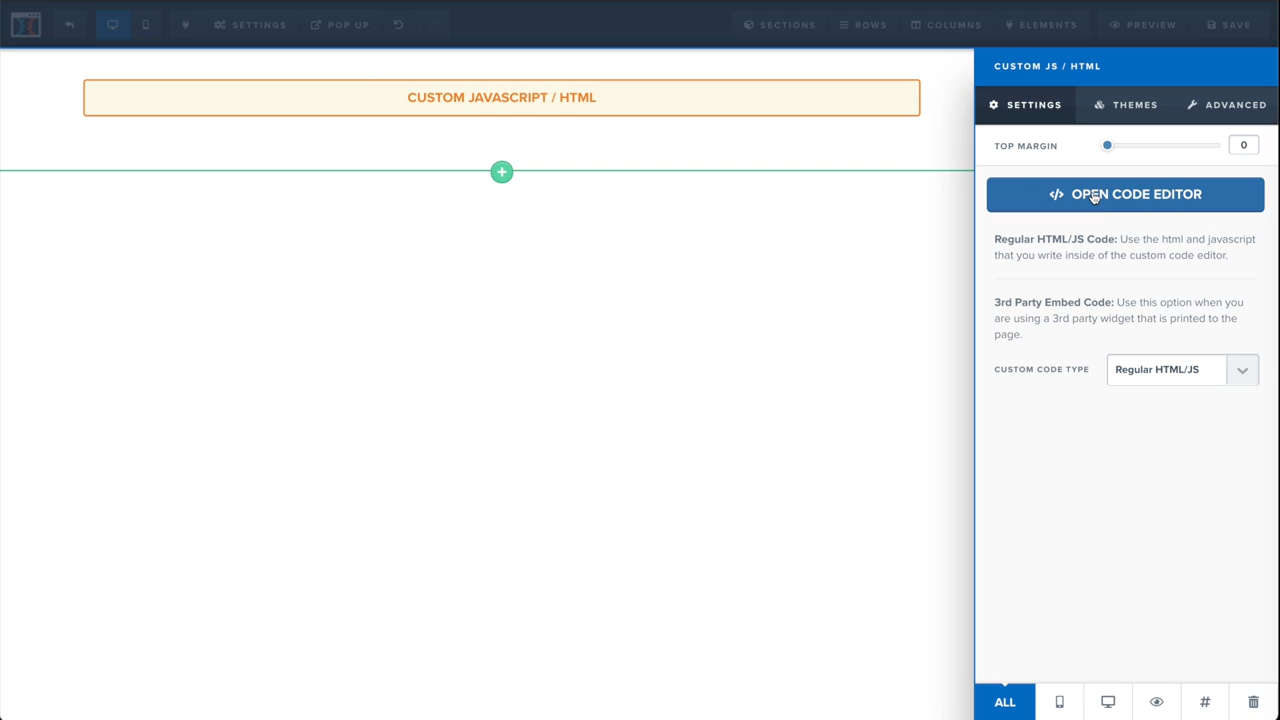 SETTINGS
POP UP
SECTIONS
ROWS
COLUMNS
ELEMENTS
PREVIEW
SAVE
CUSTOM JAVASCRIPT / HTML
CUSTOM JS / HTML
SETTINGS
THEMES
ADVANCED
TOP MARGIN
0
</> OPEN CODE EDITOR
Regular HTML/JS Code: Use the html and javascript
that you write inside of the custom code editor.
3rd Party Embed Code: Use this option when you
are using a 3rd party widget that is printed to the
page.
CUSTOM CODE TYPE
Regular HTML/JS
ALL
#